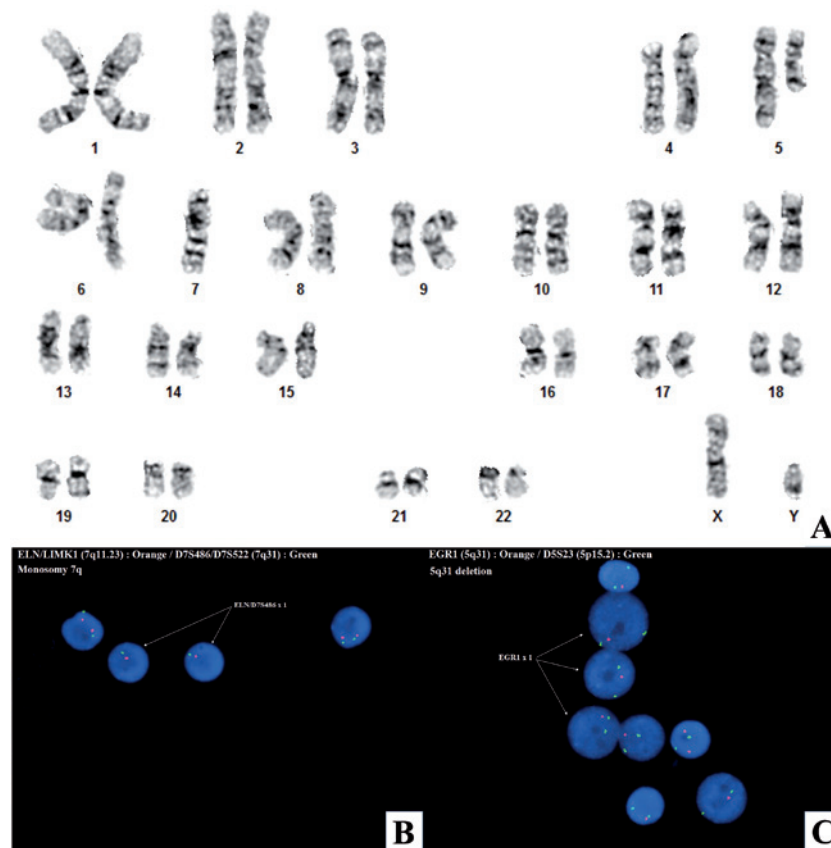 1 2 3 4 5
6 7 8 9 10 11 12
13 14 15 16 17 18
19 20 21 22 X Y
A
ELN/LIMK1 (7q11.23) : Orange / D7S486/D7S522 (7q31) : Green
Monosomy 7q
ELN/D7S486 x 1
B
EGR1 (5q31) : Orange / D5S23 (5p15.2) : Green
5q31 deletion
EGR1 x 1
C